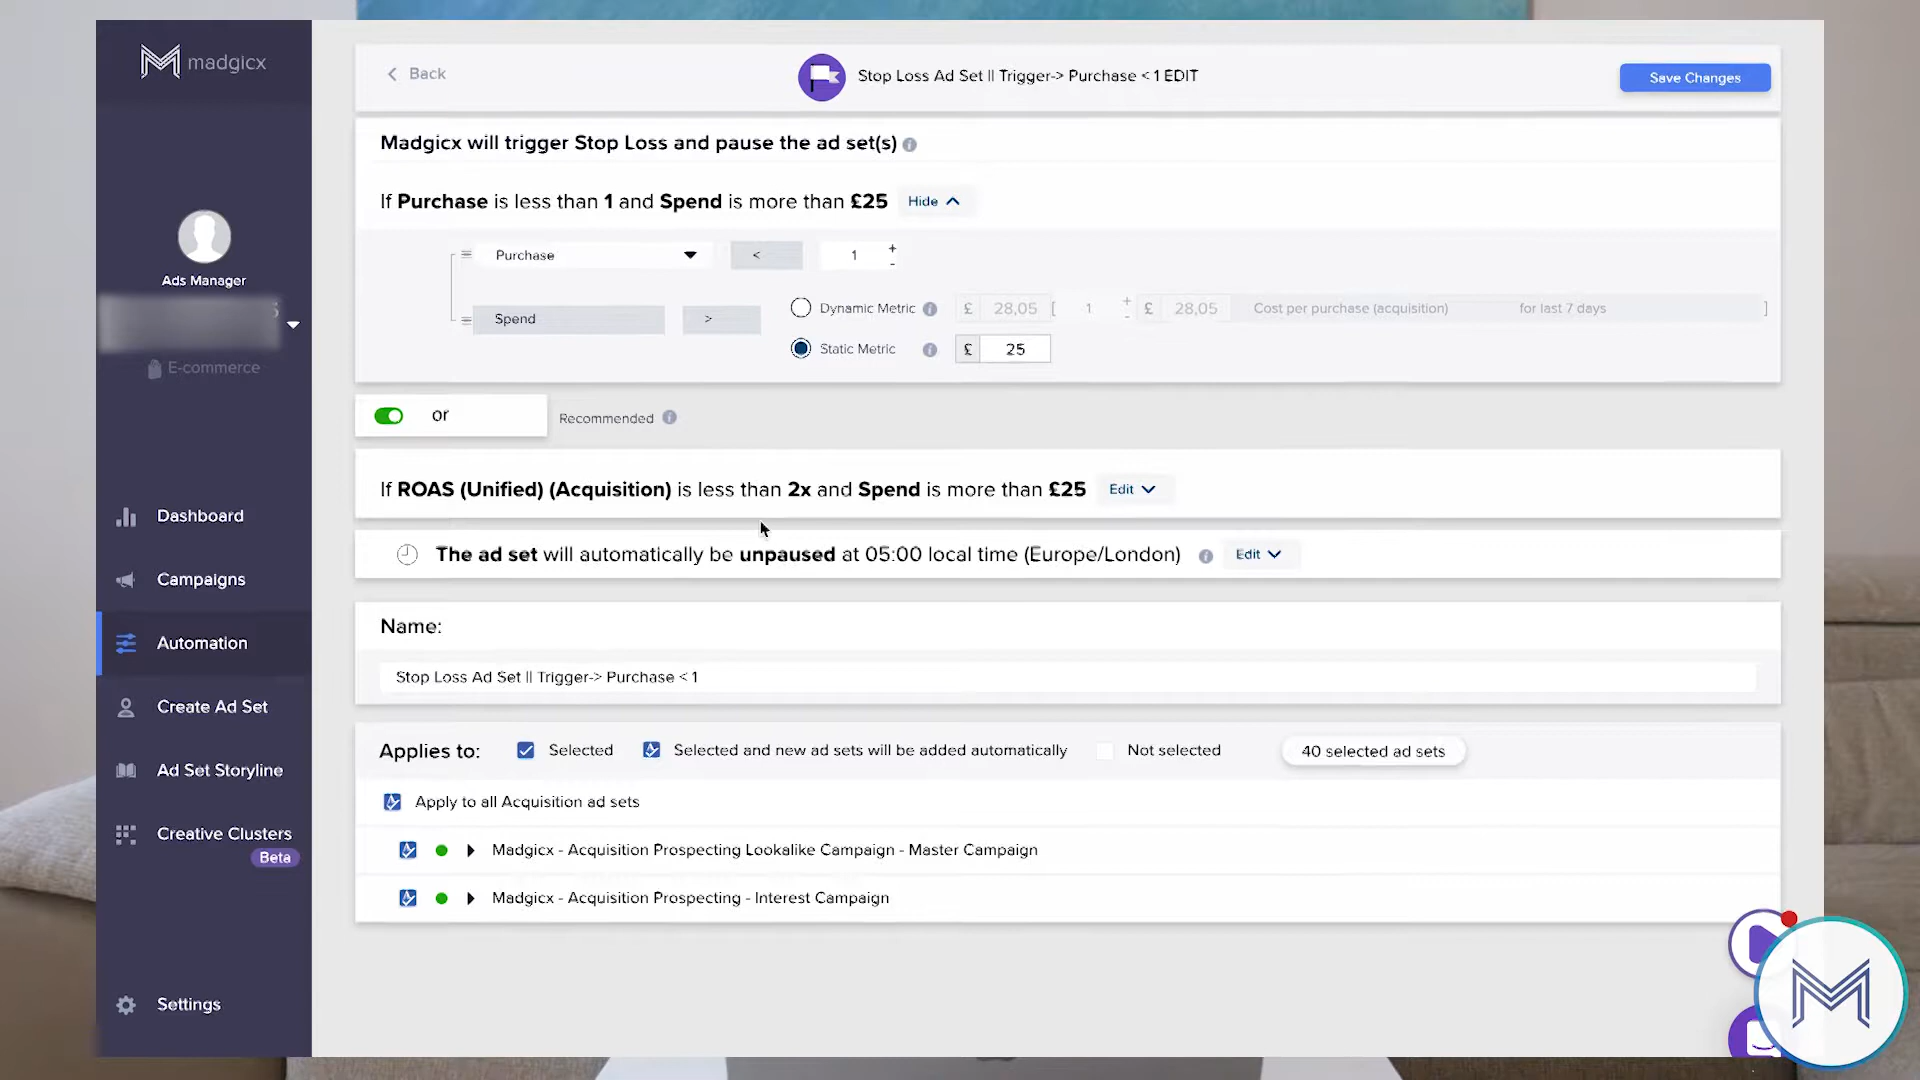 madgicx
Back
Stop Loss Ad Set || Trigger-> Purchase < 1 EDIT
Save Changes
Madgicx will trigger Stop Loss and pause the ad set(s)
If Purchase is less than 1 and Spend is more than £25
Hide
Purchase
<
1
+
-
Spend
>
Dynamic Metric
£ 28,05 [ 1 + - £ 28,05 Cost per purchase (acquisition) for last 7 days ]
Static Metric
£ 25
or
Recommended
If ROAS (Unified) (Acquisition) is less than 2x and Spend is more than £25
Edit
The ad set will automatically be unpaused at 05:00 local time (Europe/London)
Edit
Name:
Stop Loss Ad Set || Trigger-> Purchase < 1
Applies to:
Selected
Selected and new ad sets will be added automatically
Not selected
40 selected ad sets
Apply to all Acquisition ad sets
Madgicx - Acquisition Prospecting Lookalike Campaign - Master Campaign
Madgicx - Acquisition Prospecting - Interest Campaign
Ads Manager
E-commerce
Dashboard
Campaigns
Automation
Create Ad Set
Ad Set Storyline
Creative Clusters
Beta
Settings